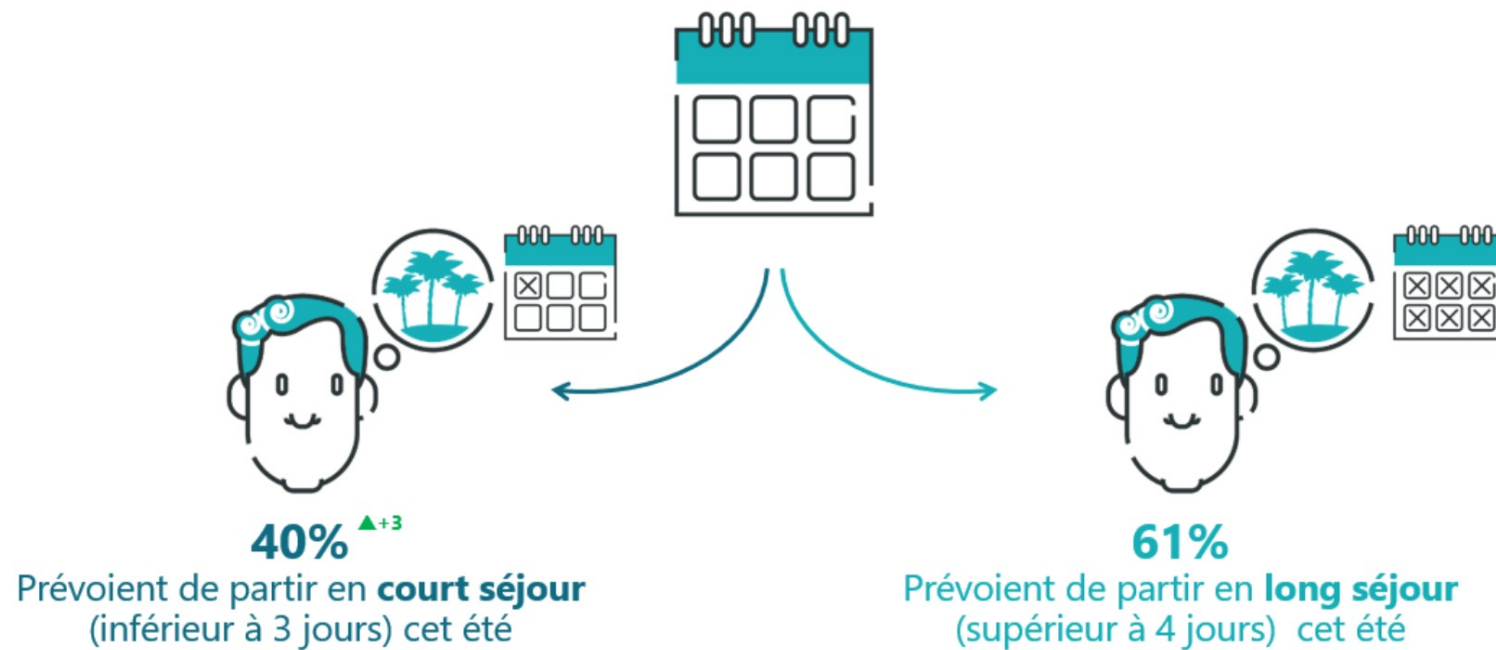 40% ▲+3
Prévoient de partir en court séjour
(inférieur à 3 jours) cet été
61%
Prévoient de partir en long séjour
(supérieur à 4 jours) cet été